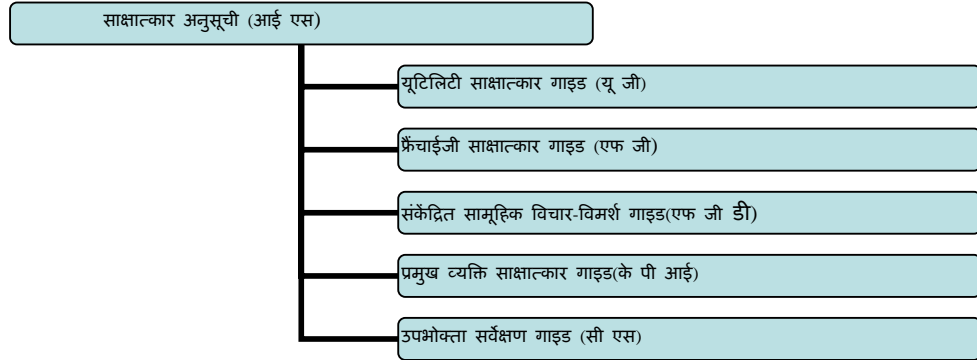 साक्षात्कार अनुसूची (आई एस)
यूटिलिटी साक्षात्कार गाइड (यू जी)
फ्रैंचाईजी साक्षात्कार गाइड (एफ जी)
संकेंद्रित सामूहिक विचार-विमर्श गाइड(एफ जी डी)
प्रमुख व्यक्ति साक्षात्कार गाइड(के पी आई)
उपभोक्ता सर्वेक्षण गाइड (सी एस)